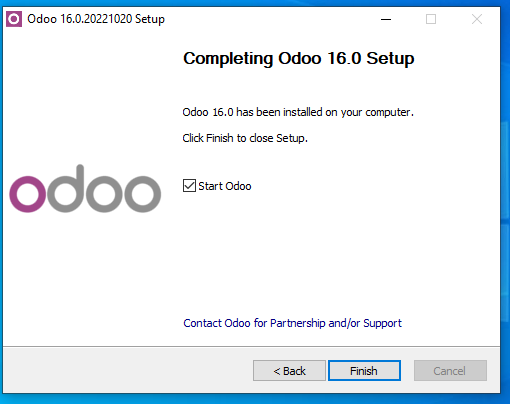 Odoo 16.0.20221020 Setup
Completing Odoo 16.0 Setup
Odoo 16.0 has been installed on your computer.
Click Finish to close Setup.
odoo
Start Odoo
Contact Odoo for Partnership and/or Support
< Back
Finish
Cancel